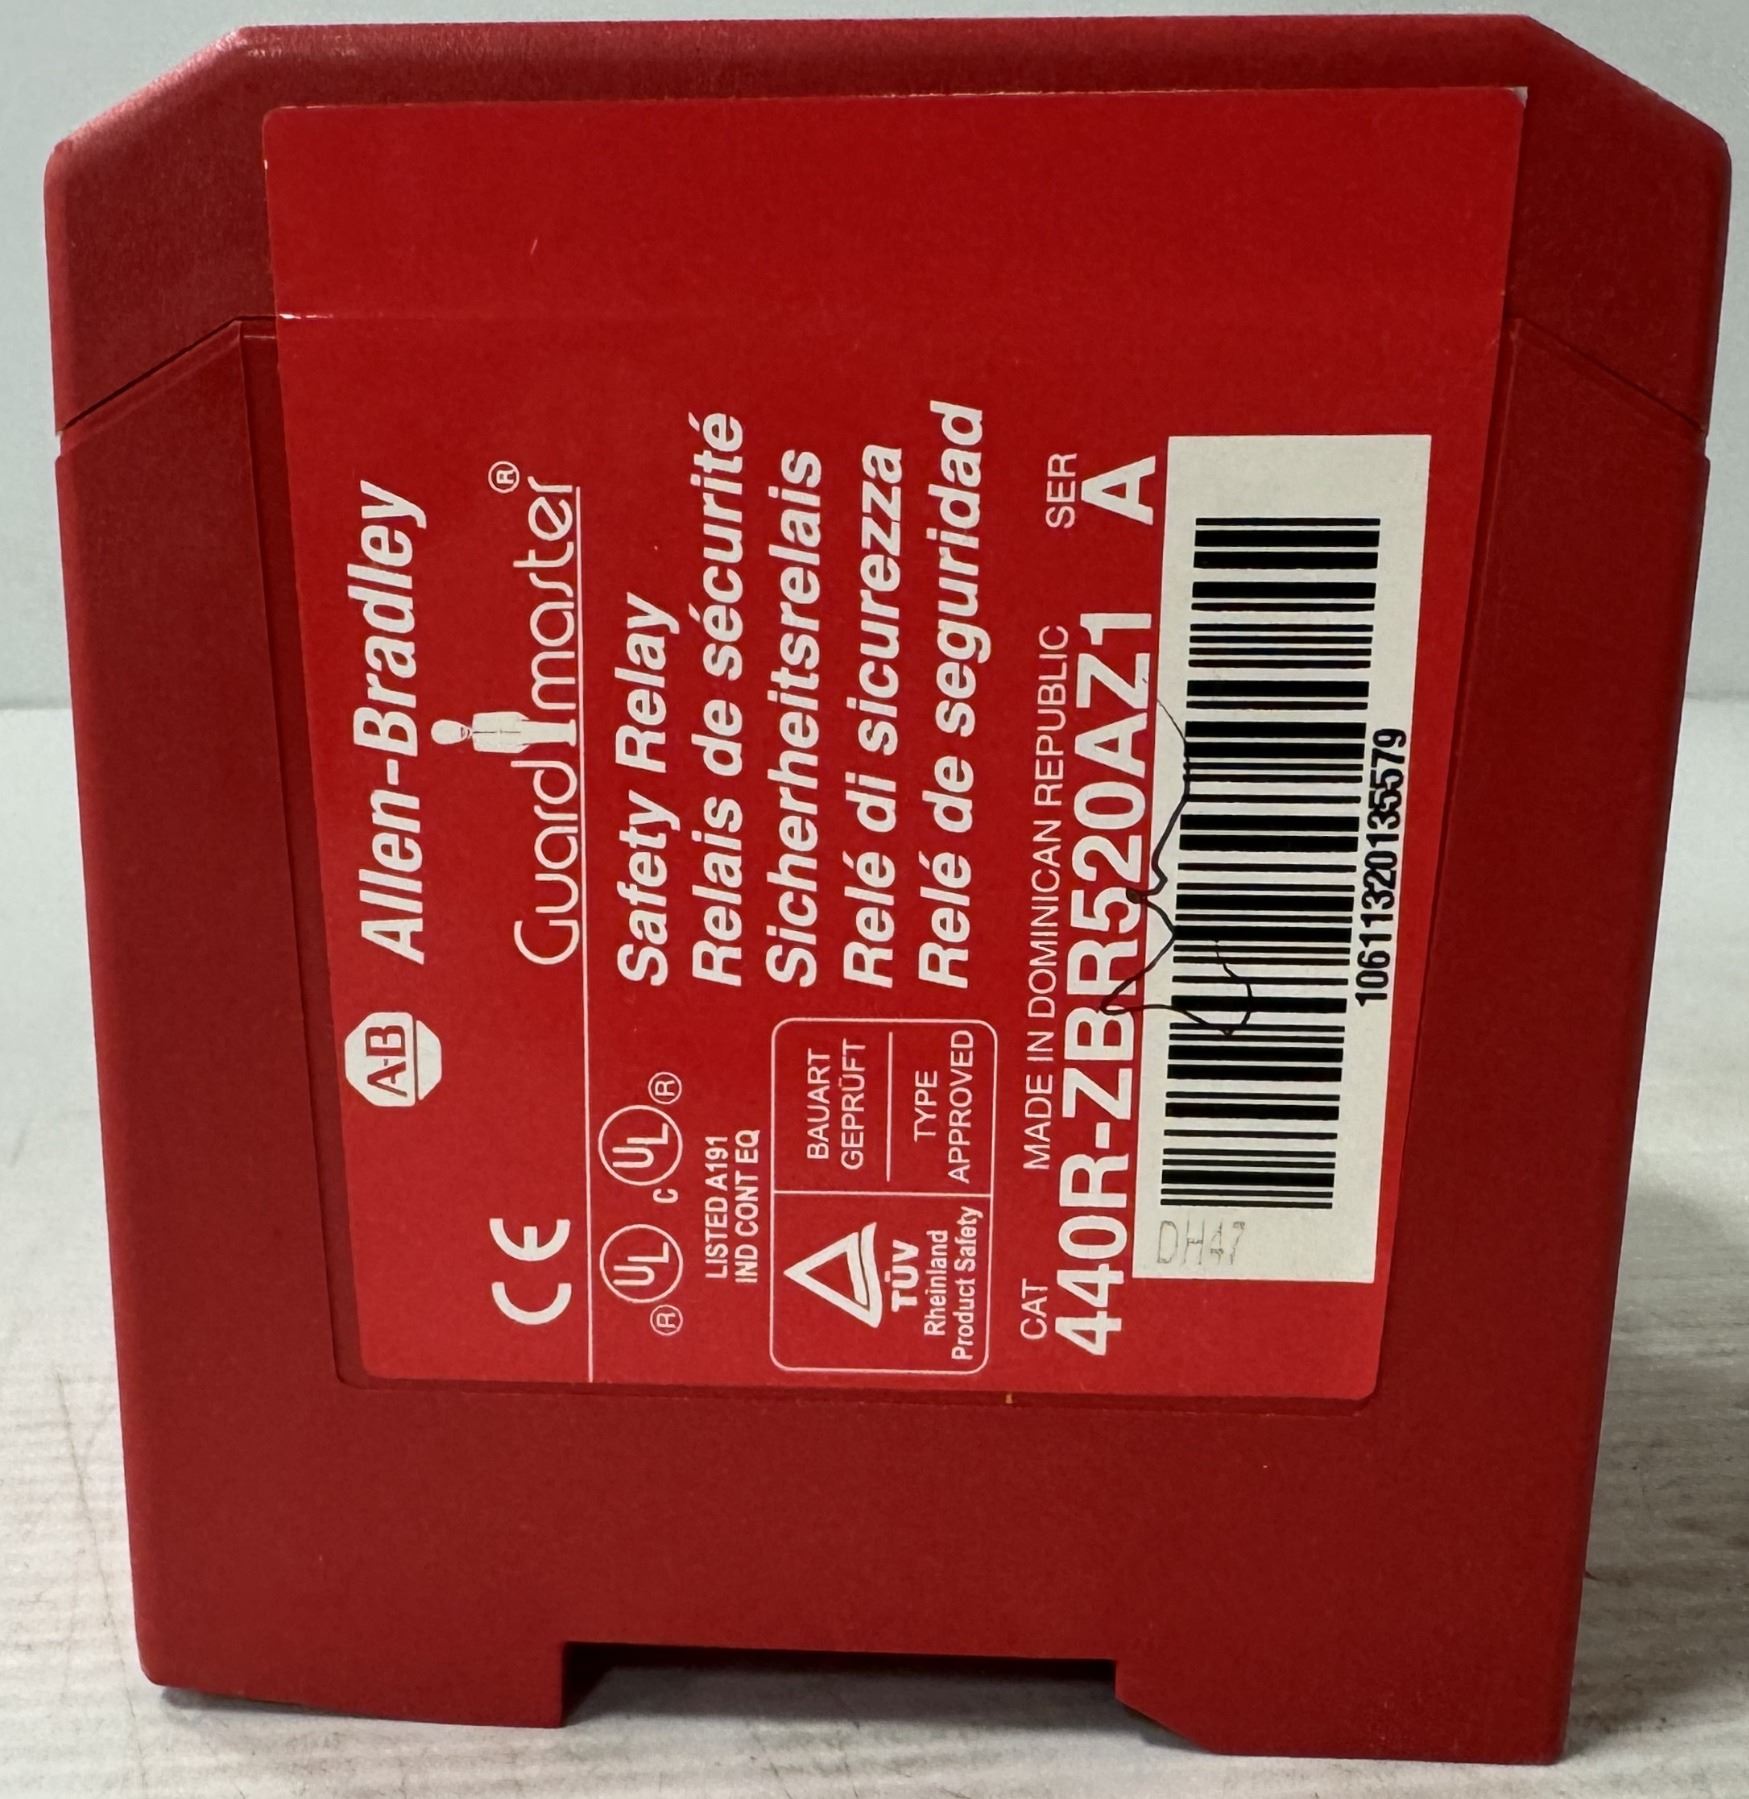 A-B Allen-Bradley
CE Guardmaster®
® UL c UL ®
LISTED A191
IND CONT EQ
Safety Relay
Relais de sécurité
Sicherheitsrelais
Relé di sicurezza
Relé de seguridad
TÜV
Rheinland
Product Safety
BAUART
GEPRÜFT
TYPE
APPROVED
CAT MADE IN DOMINICAN REPUBLIC SER
440R-ZBR520AZ1 A
DH47
10611320135579